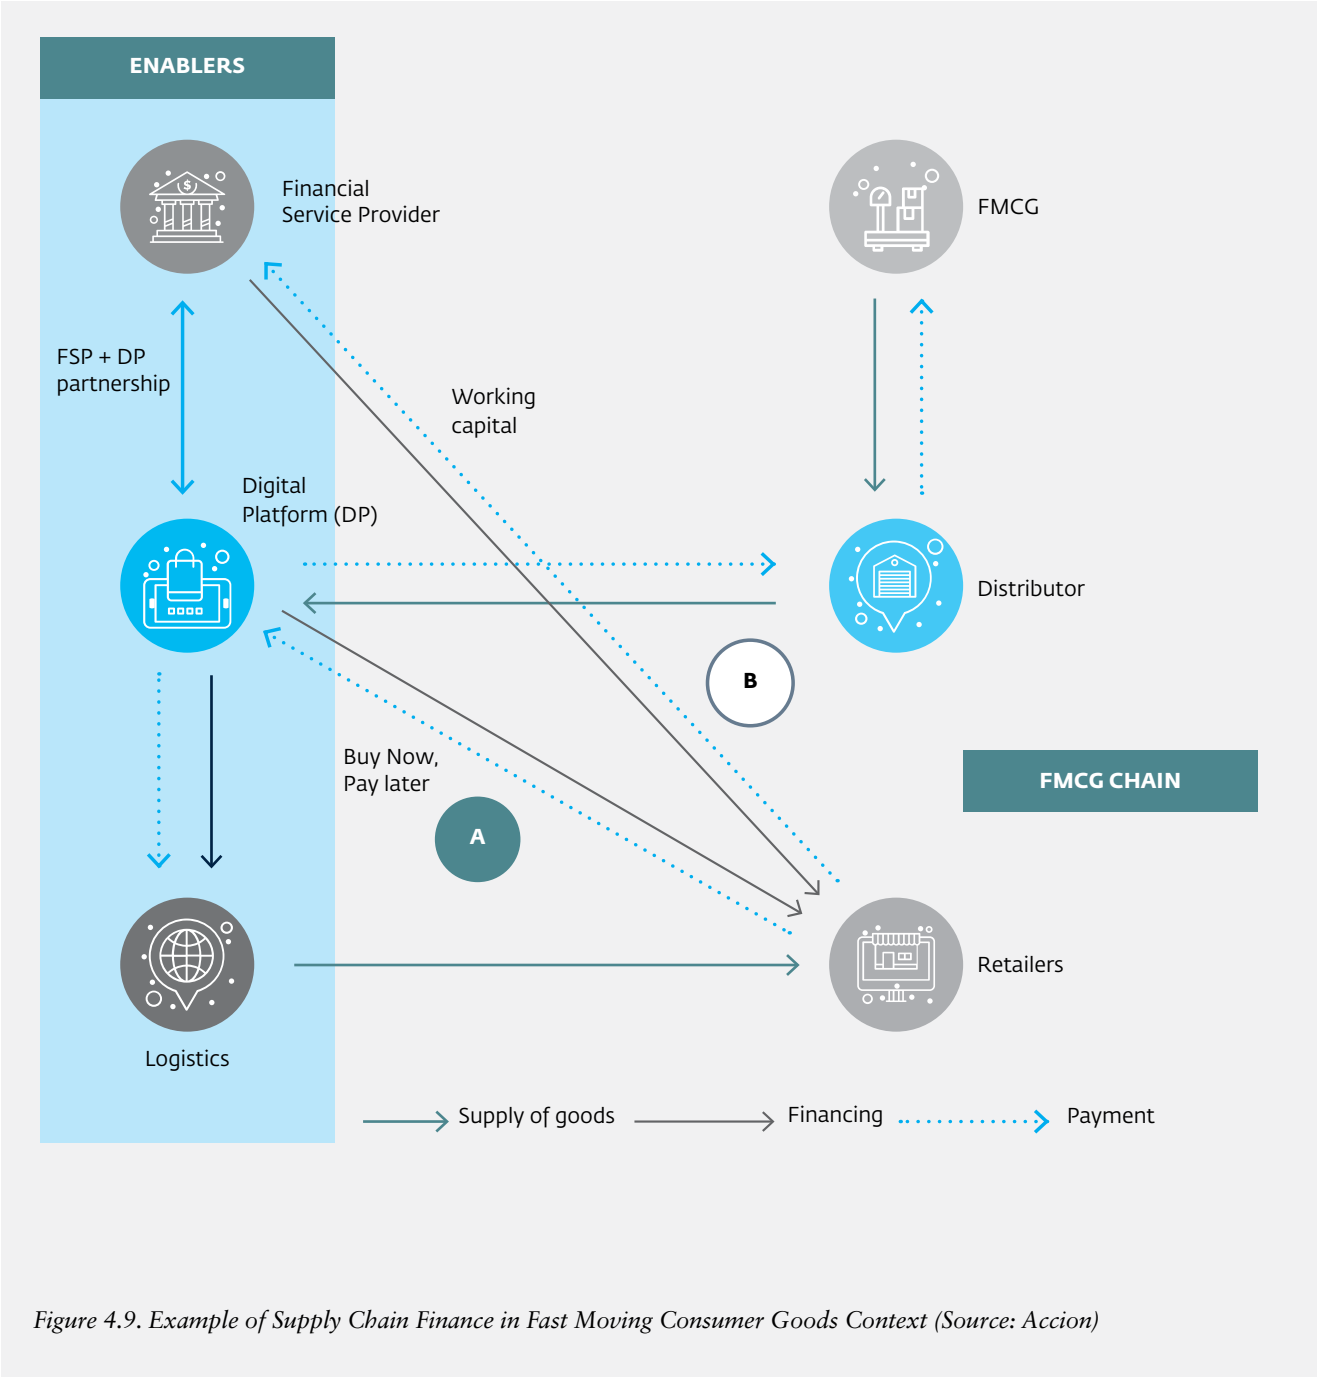 ENABLERS
$
Financial
Service Provider
FMCG
FSP + DP
partnership
Working
capital
Digital
Platform (DP)
Distributor
B
Buy Now,
Pay later
FMCG CHAIN
A
Retailers
Logistics
Supply of goods
Financing
Payment
Figure 4.9. Example of Supply Chain Finance in Fast Moving Consumer Goods Context (Source: Accion)